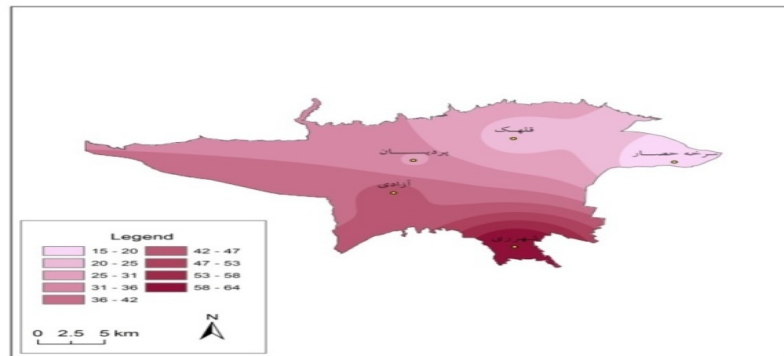 قلهک
پردیسان
سرخه حصار
آزادی
شهرری
Legend
15 - 20
20 - 25
25 - 31
31 - 36
36 - 42
42 - 47
47 - 53
53 - 58
58 - 64
0 2.5 5 km
N